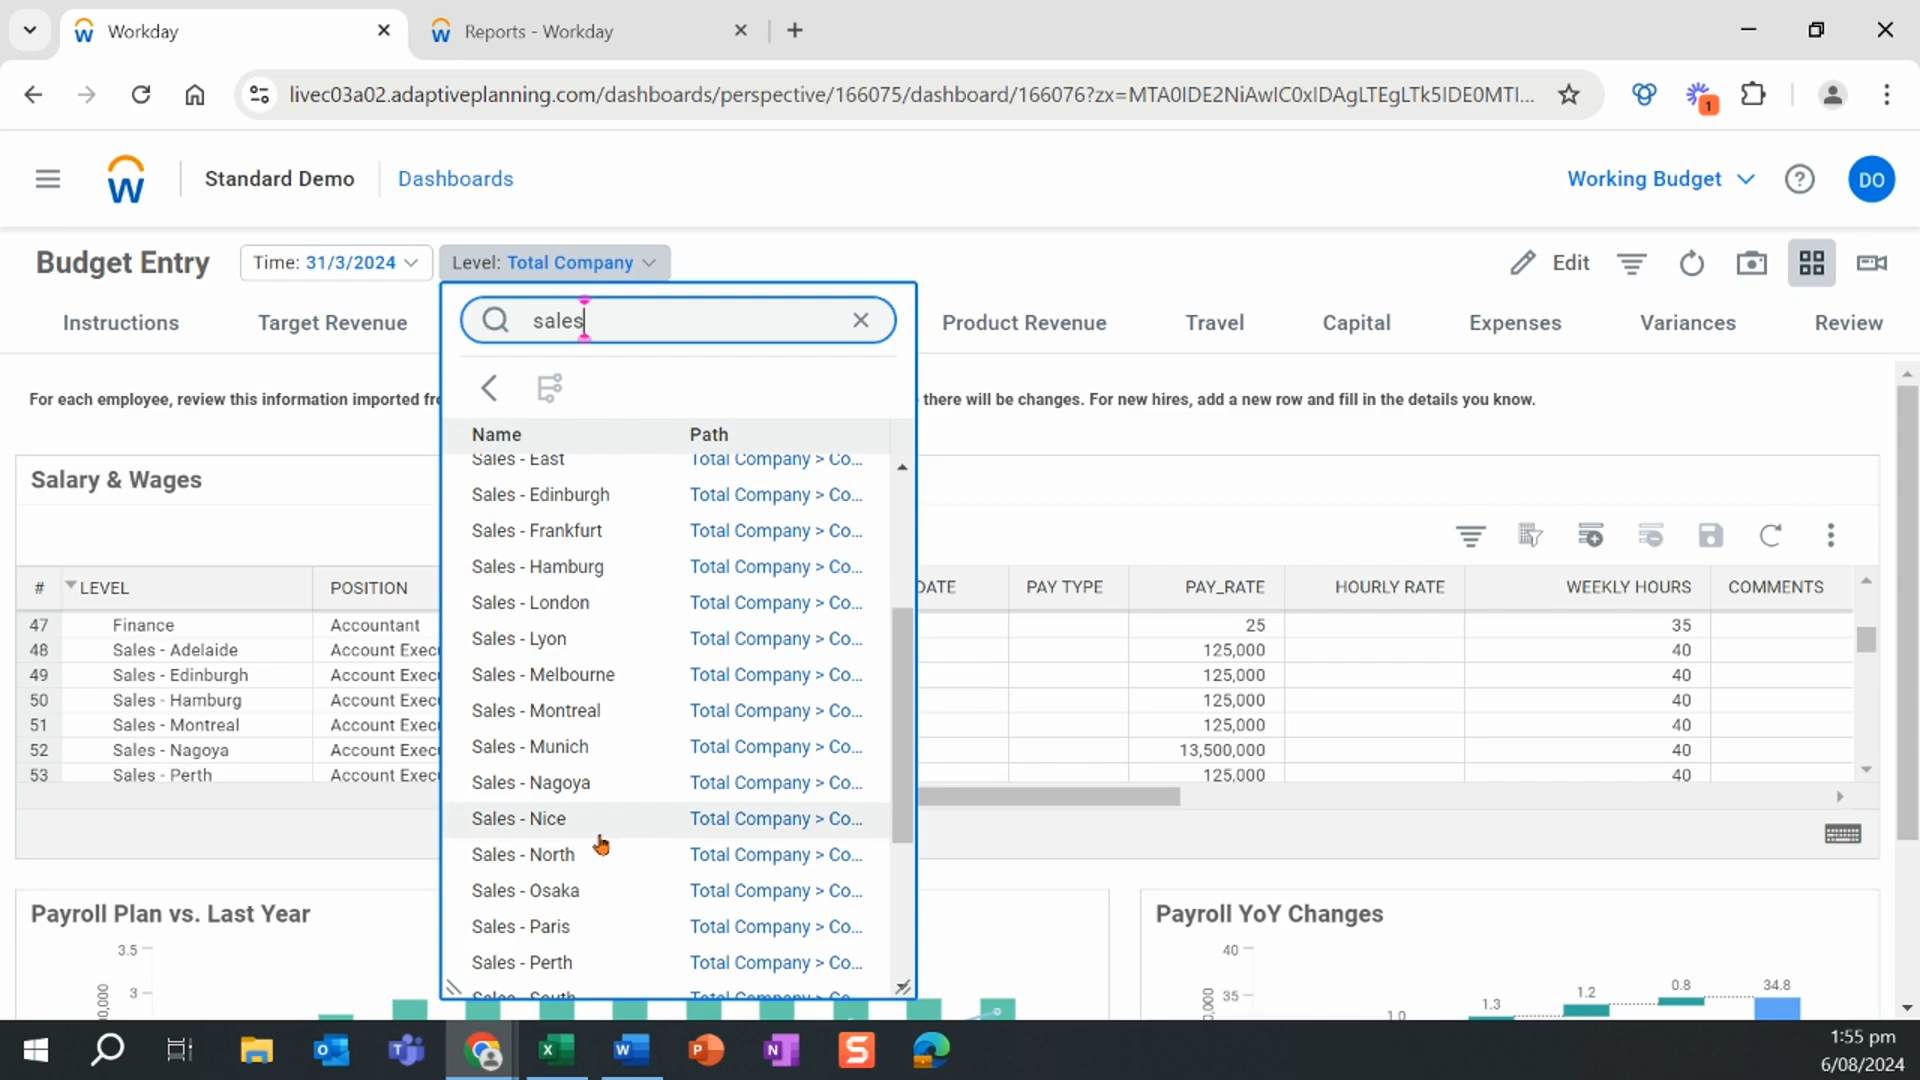 Workday
Reports - Workday
livec03a02.adaptiveplanning.com/dashboards/perspective/166075/dashboard/166076?zx=MTA0IDE2NiAwIC0xIDAgLTEgLTk5IDE0MTI...
1
Standard Demo
Dashboards
Working Budget
DO
Budget Entry
Time: 31/3/2024
Level: Total Company
Edit
Instructions
Target Revenue
Product Revenue
Travel
Capital
Expenses
Variances
Review
sales
For each employee, review this information imported fr
there will be changes. For new hires, add a new row and fill in the details you know.
Name Path
Sales - East Total Company > Co...
Sales - Edinburgh Total Company > Co...
Sales - Frankfurt Total Company > Co...
Sales - Hamburg Total Company > Co...
Sales - London Total Company > Co...
Sales - Lyon Total Company > Co...
Sales - Melbourne Total Company > Co...
Sales - Montreal Total Company > Co...
Sales - Munich Total Company > Co...
Sales - Nagoya Total Company > Co...
Sales - Nice Total Company > Co...
Sales - North Total Company > Co...
Sales - Osaka Total Company > Co...
Sales - Paris Total Company > Co...
Sales - Perth Total Company > Co...
Sales - South Total Company > Co...
Salary & Wages
# LEVEL POSITION DATE PAY TYPE PAY_RATE HOURLY RATE WEEKLY HOURS COMMENTS
47 Finance Accountant 25 35
48 Sales - Adelaide Account Exec 125,000 40
49 Sales - Edinburgh Account Exec 125,000 40
50 Sales - Hamburg Account Exec 125,000 40
51 Sales - Montreal Account Exec 125,000 40
52 Sales - Nagoya Account Exec 13,500,000 40
53 Sales - Perth Account Exec 125,000 40
Payroll Plan vs. Last Year
3.5
3
Payroll YoY Changes
40
35
1.0
1.3
1.2
0.8
34.8
1:55 pm
6/08/2024